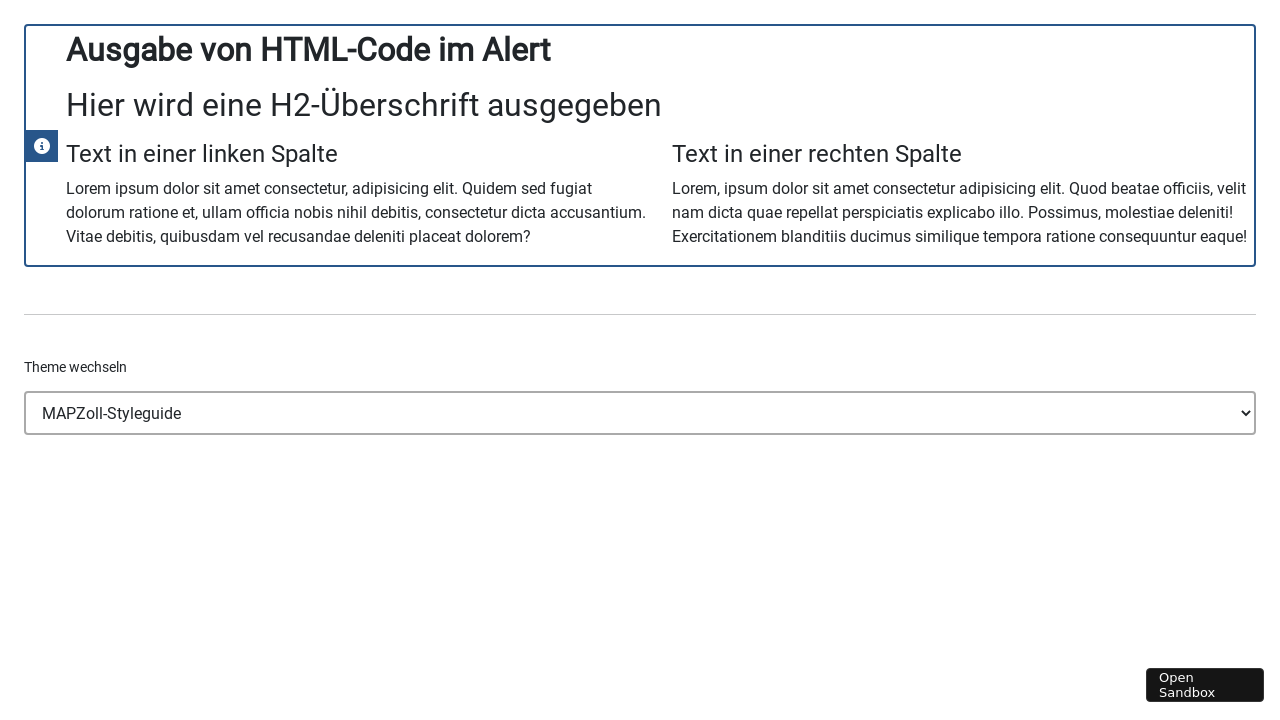 Ausgabe von HTML-Code im Alert
Hier wird eine H2-Überschrift ausgegeben
Text in einer linken Spalte
Lorem ipsum dolor sit amet consectetur, adipisicing elit. Quidem sed fugiat
dolorum ratione et, ullam officia nobis nihil debitis, consectetur dicta accusantium.
Vitae debitis, quibusdam vel recusandae deleniti placeat dolorem?
Text in einer rechten Spalte
Lorem, ipsum dolor sit amet consectetur adipisicing elit. Quod beatae officiis, velit
nam dicta quae repellat perspiciatis explicabo illo. Possimus, molestiae deleniti!
Exercitationem blanditiis ducimus similique tempora ratione consequuntur eaque!
Theme wechseln
MAPZoll-Styleguide
Open
Sandbox